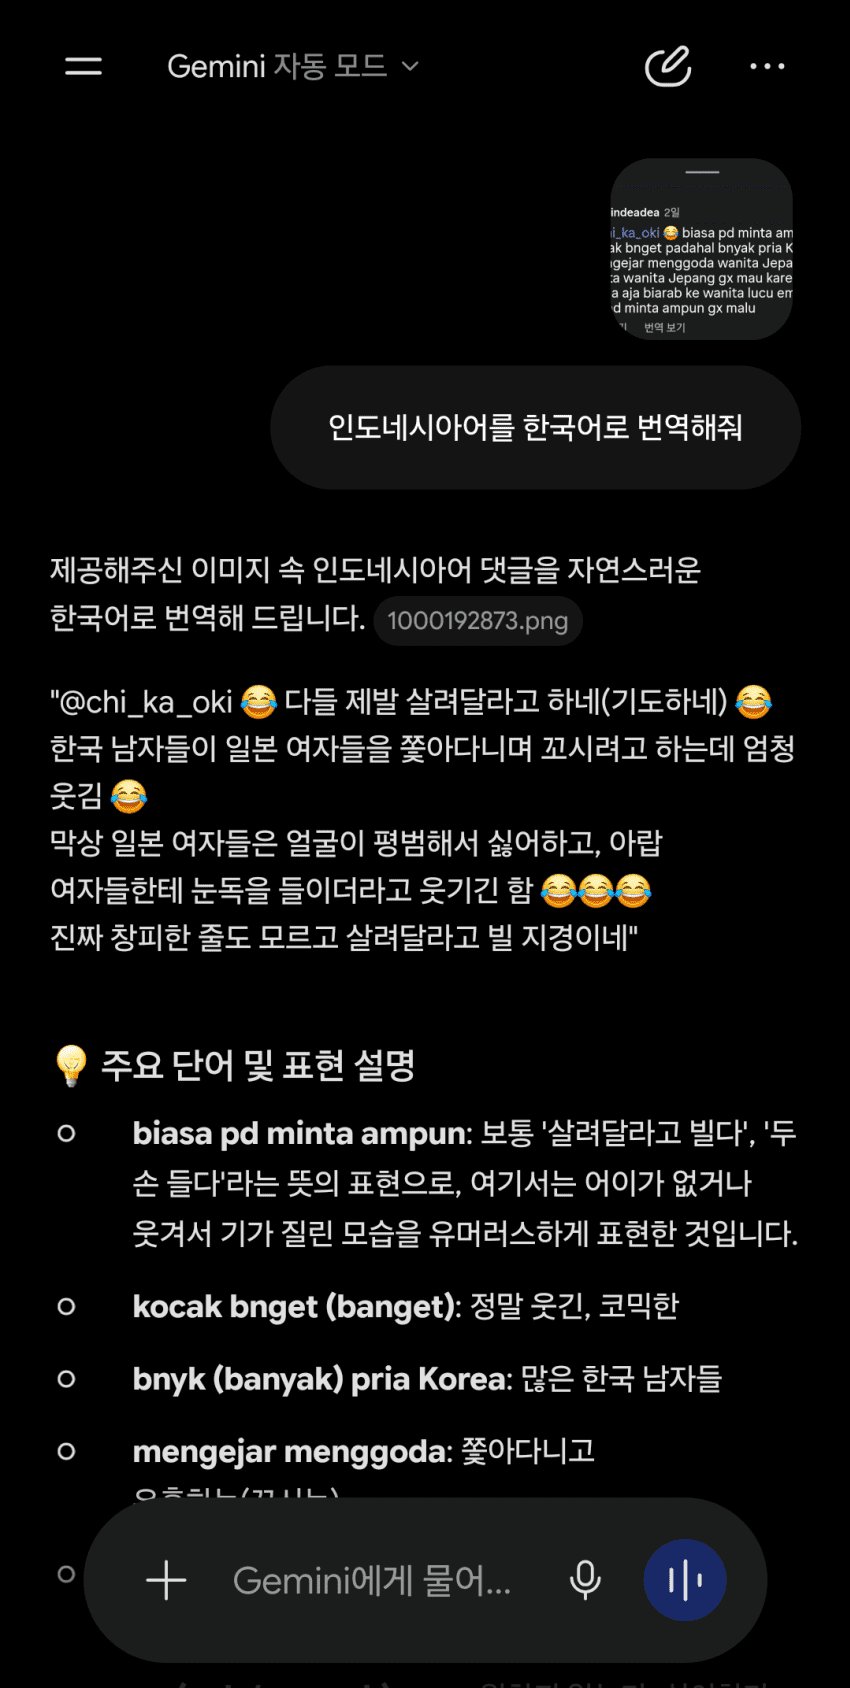 Gemini 자동 모드
indeadea 2일
i_ka_oki 😂 biasa pd minta am
ak bnget padahal bnyak pria K
gejar menggoda wanita Jepa
ta wanita Jepang gx mau kare
a aja biarab ke wanita lucu em
d minta ampun gx malu
번역 보기
인도네시아어를 한국어로 번역해줘
제공해주신 이미지 속 인도네시아어 댓글을 자연스러운
한국어로 번역해 드립니다. 1000192873.png
"@chi_ka_oki 😂 다들 제발 살려달라고 하네(기도하네) 😂
한국 남자들이 일본 여자들을 쫓아다니며 꼬시려고 하는데 엄청
웃김 😂
막상 일본 여자들은 얼굴이 평범해서 싫어하고, 아랍
여자들한테 눈독을 들이더라고 웃기긴 함 😂😂😂
진짜 창피한 줄도 모르고 살려달라고 빌 지경이네"
💡 주요 단어 및 표현 설명
biasa pd minta ampun: 보통 '살려달라고 빌다', '두
손 들다'라는 뜻의 표현으로, 여기서는 어이가 없거나
웃겨서 기가 질린 모습을 유머러스하게 표현한 것입니다.
kocak bnget (banget): 정말 웃긴, 코믹한
bnyk (banyak) pria Korea: 많은 한국 남자들
mengejar menggoda: 쫓아다니고
Gemini에게 물어...